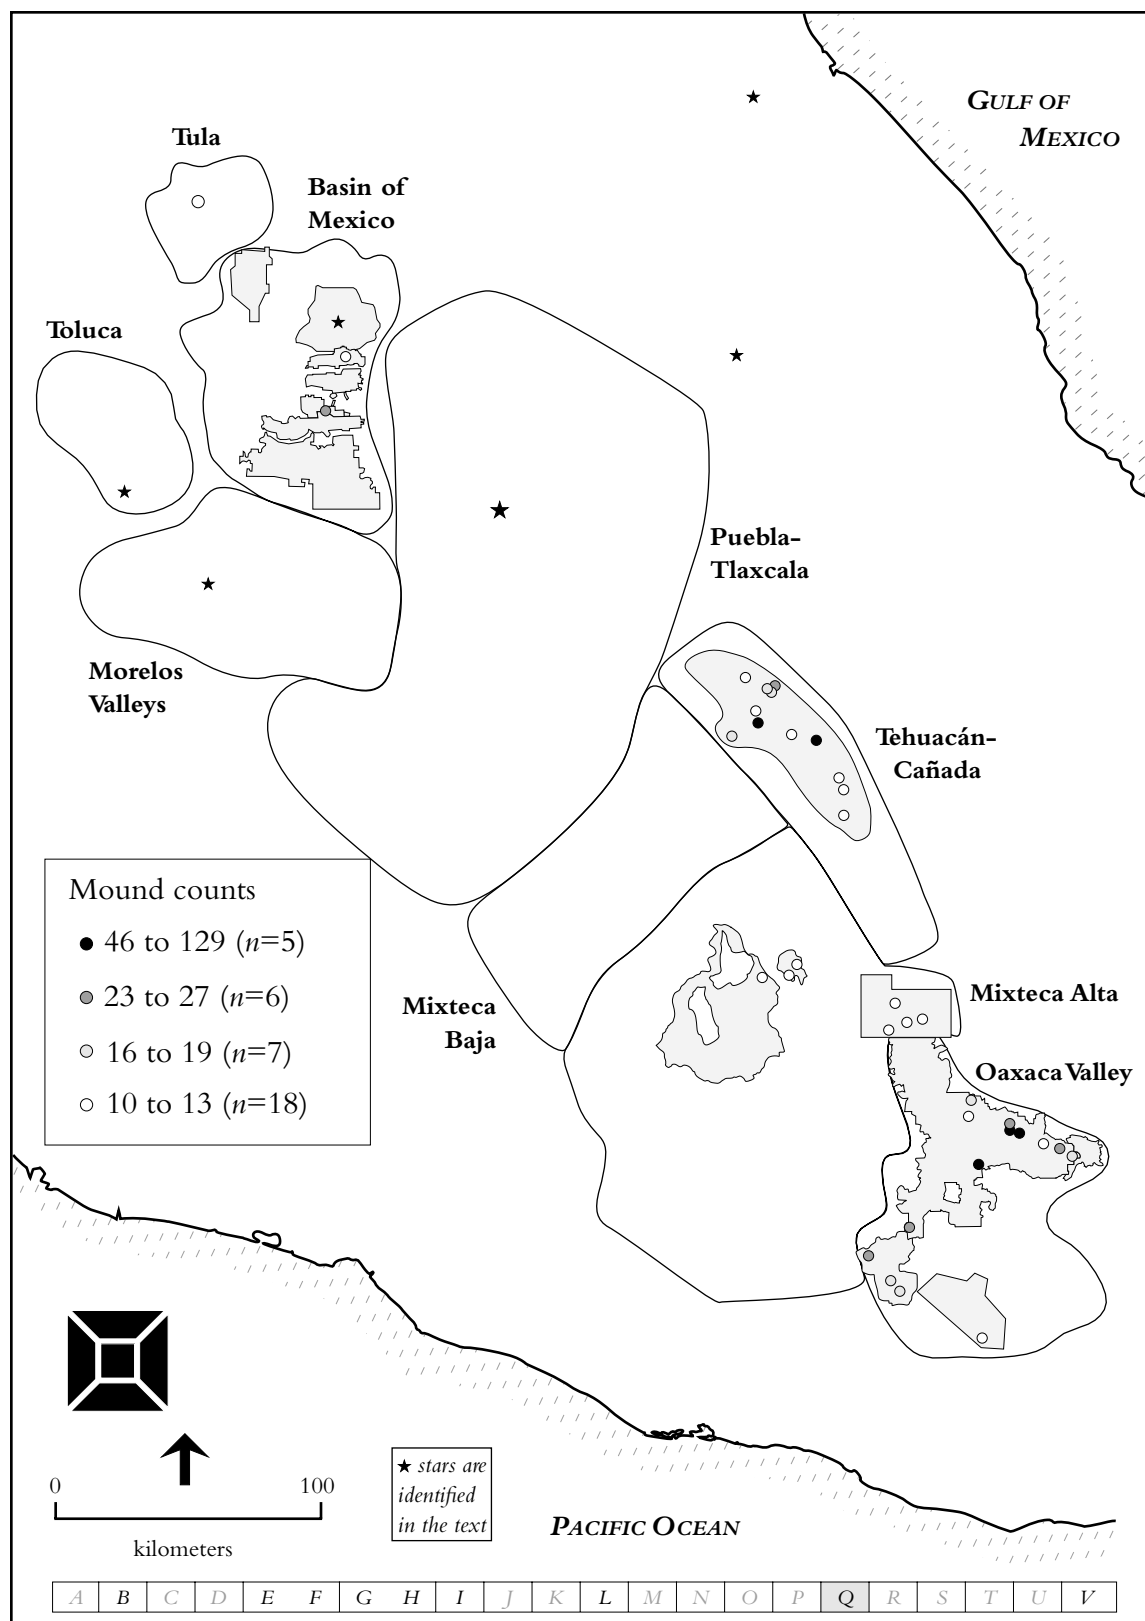 GULF OF
MEXICO
Tula
Basin of
Mexico
Toluca
Puebla-
Tlaxcala
Morelos
Valleys
Tehuacán-
Cañada
Mound counts
46 to 129 (n=5)
23 to 27 (n=6)
16 to 19 (n=7)
10 to 13 (n=18)
Mixteca
Baja
Mixteca Alta
Oaxaca Valley
0 100
kilometers
★ stars are
identified
in the text
PACIFIC OCEAN
A B C D E F G H I J K L M N O P Q R S T U V